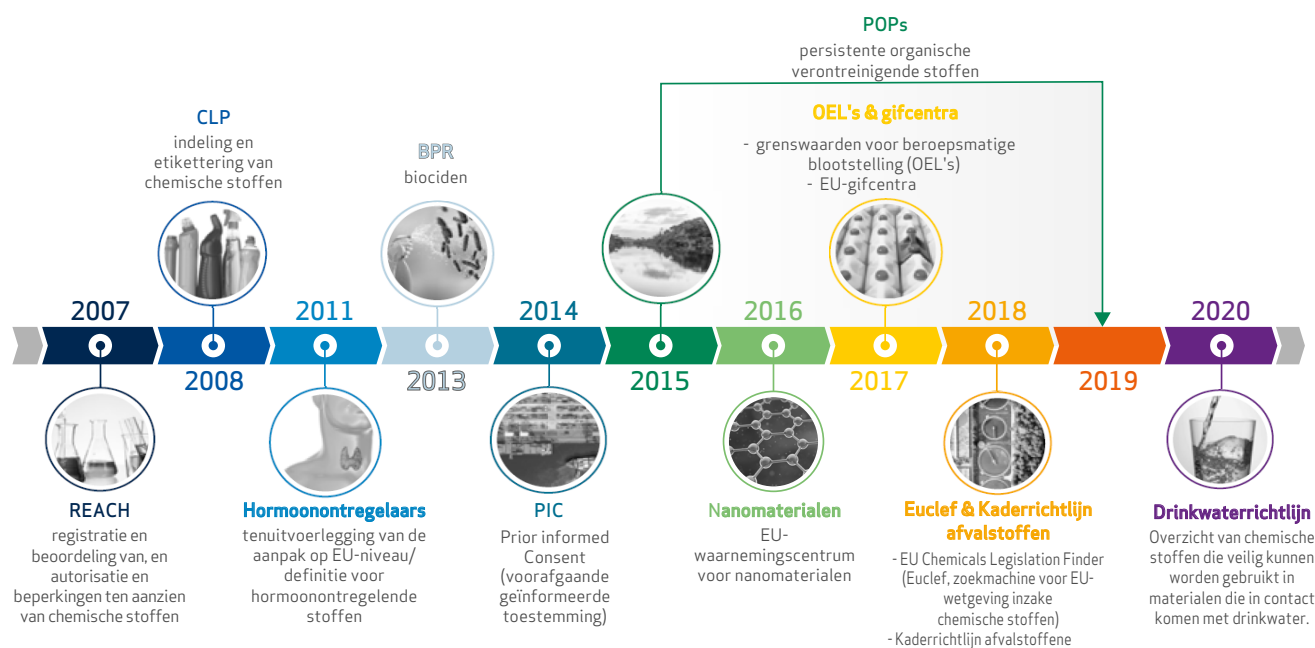 POPs
persistente organische
verontreinigende stoffen
OEL's & gifcentra
- grenswaarden voor beroepsmatige
blootstelling (OEL's)
- EU-gifcentra
CLP
indeling en
etikettering van
chemische stoffen
BPR
biociden
2007
2008
2011
2013
2014
2015
2016
2017
2018
2019
2020
REACH
registratie en
beoordeling van, en
autorisatie en
beperkingen ten aanzien
van chemische stoffen
Hormoonontregelaars
tenuitvoerlegging van de
aanpak op EU-niveau/
definitie voor
hormoonontregelende
stoffen
PIC
Prior informed
Consent
(voorafgaande
geïnformeerde
toestemming)
Nanomaterialen
EU-
waarnemingscentrum
voor nanomaterialen
Euclef & Kaderrichtlijn
afvalstoffen
- EU Chemicals Legislation Finder
(Euclef, zoekmachine voor EU-
wetgeving inzake
chemische stoffen)
- Kaderrichtlijn afvalstoffene
Drinkwaterrichtlijn
Overzicht van chemische
stoffen die veilig kunnen
worden gebruikt in
materialen die in contact
komen met drinkwater.